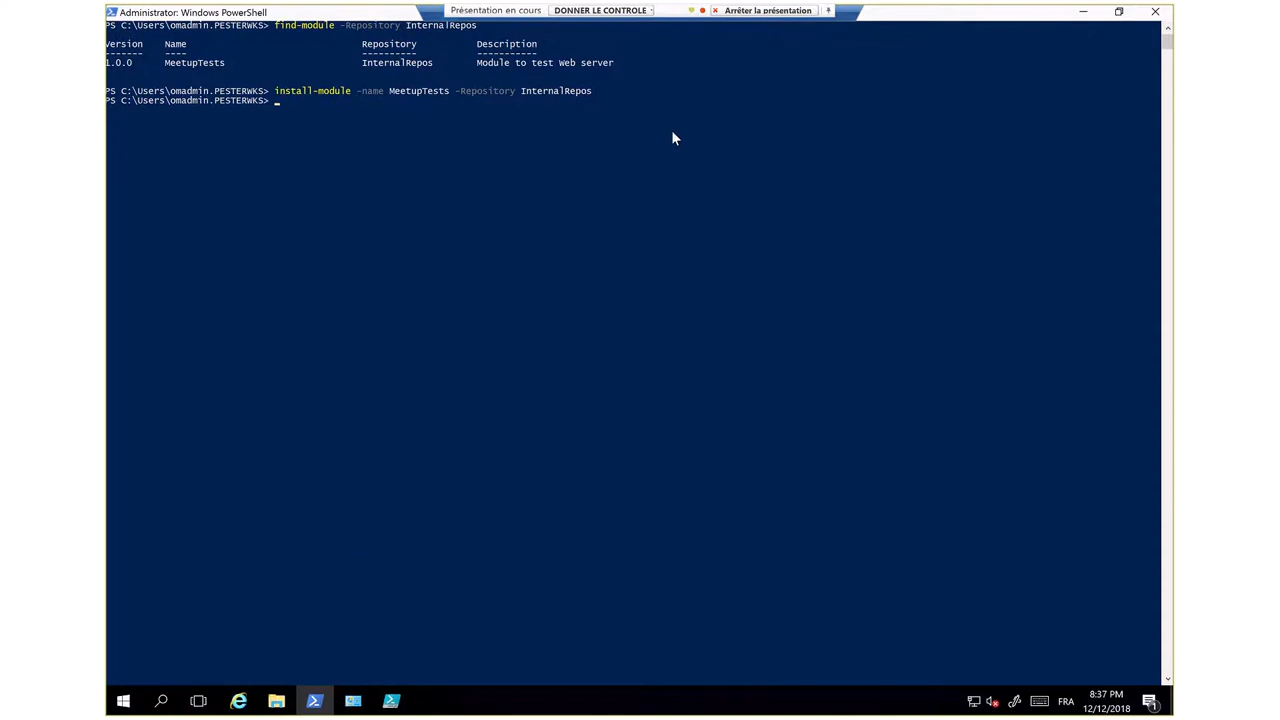 Administrator: Windows PowerShell
Présentation en cours
DONNER LE CONTROLE
Arrêter la présentation
PS C:\Users\omadmin.PESTERWKS> find-module -Repository InternalRepos
Version Name Repository Description
------- ---- ---------- -----------
1.0.0 MeetupTests InternalRepos Module to test Web server
PS C:\Users\omadmin.PESTERWKS> install-module -name MeetupTests -Repository InternalRepos
PS C:\Users\omadmin.PESTERWKS>
FRA
8:37 PM
12/12/2018
1